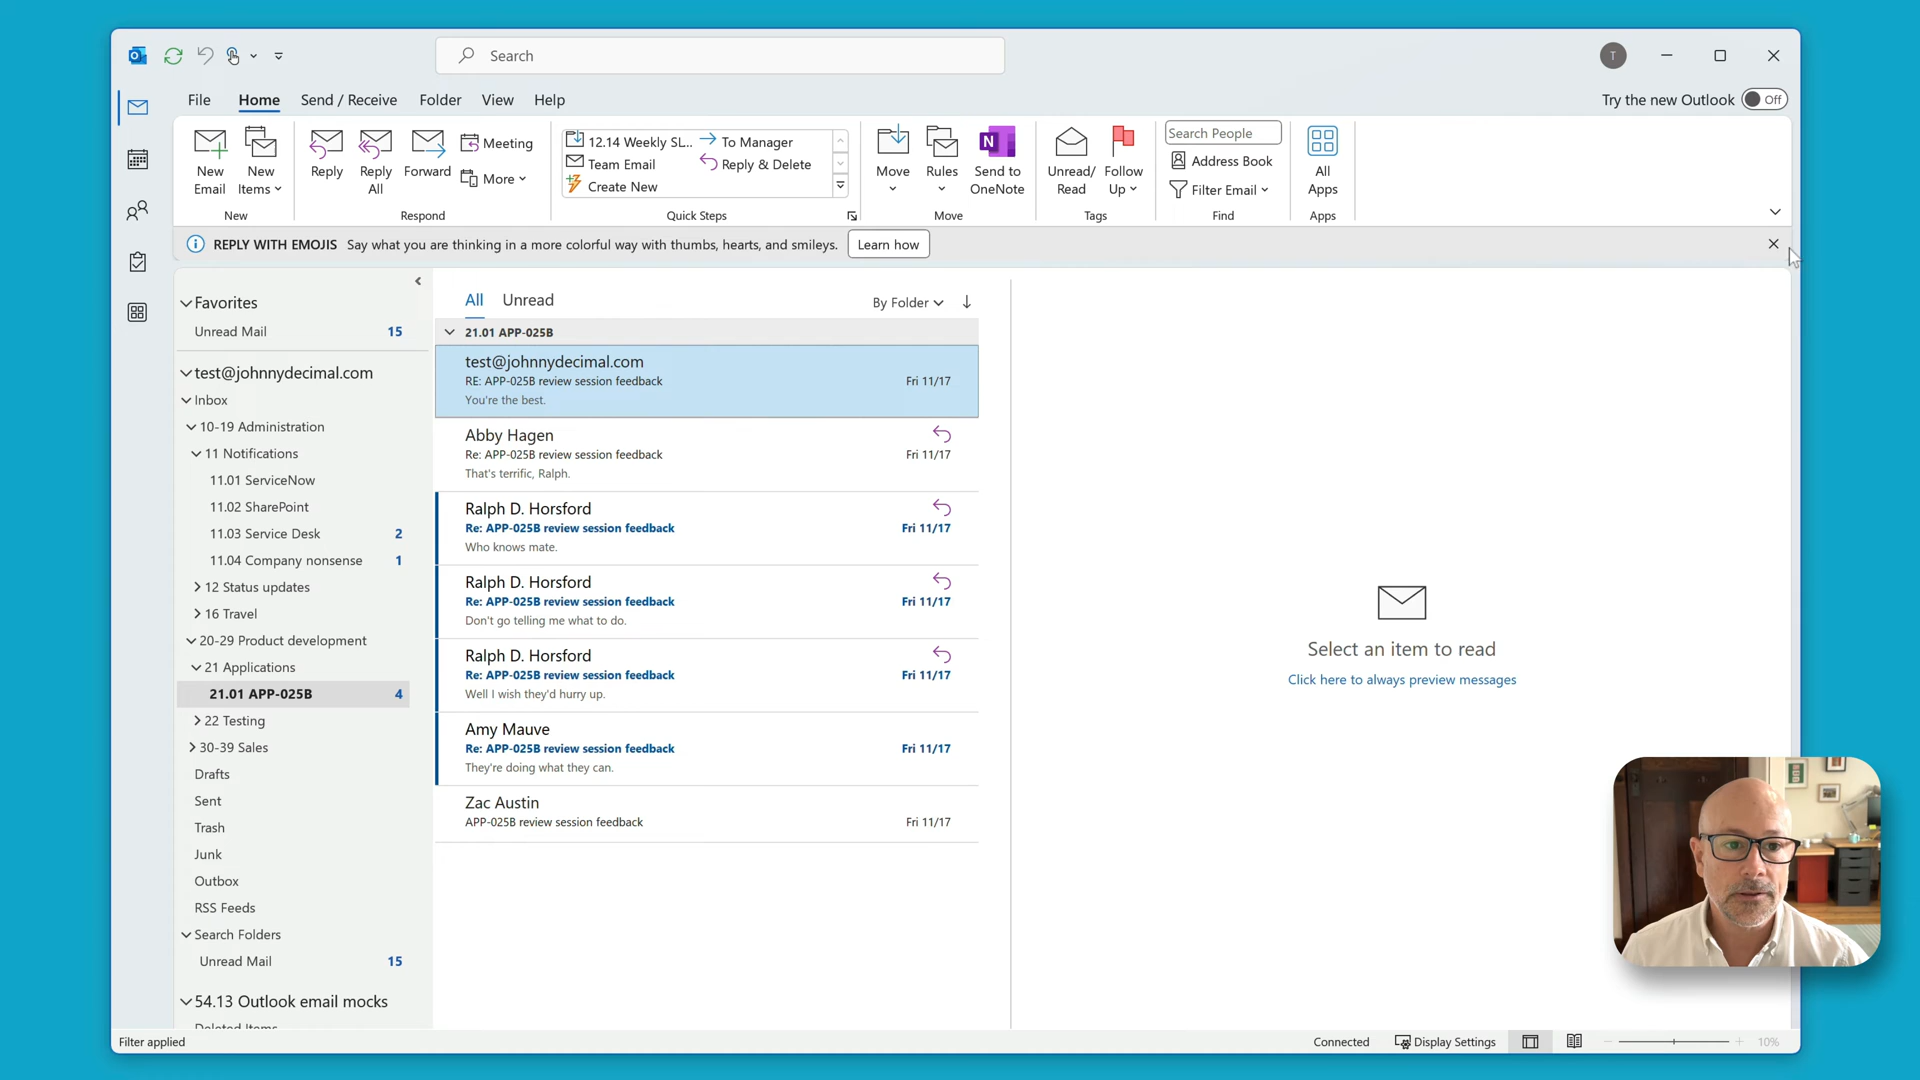 Search
T
File Home Send / Receive Folder View Help
Try the new Outlook Off
New Email
New Items
Reply
Reply All
Forward
Meeting
More
12.14 Weekly SL...
Team Email
Create New
To Manager
Reply & Delete
Move
Rules
Send to OneNote
Unread/ Read
Follow Up
Search People
Address Book
Filter Email
All Apps
New
Respond
Quick Steps
Move
Tags
Find
Apps
REPLY WITH EMOJIS Say what you are thinking in a more colorful way with thumbs, hearts, and smileys. Learn how
Favorites
Unread Mail 15
test@johnnydecimal.com
Inbox
10-19 Administration
11 Notifications
11.01 ServiceNow
11.02 SharePoint
11.03 Service Desk 2
11.04 Company nonsense 1
12 Status updates
16 Travel
20-29 Product development
21 Applications
21.01 APP-025B 4
22 Testing
30-39 Sales
Drafts
Sent
Trash
Junk
Outbox
RSS Feeds
Search Folders
Unread Mail 15
54.13 Outlook email mocks
Deleted Items
All Unread
By Folder
21.01 APP-025B
test@johnnydecimal.com
RE: APP-025B review session feedback Fri 11/17
You're the best.
Abby Hagen
Re: APP-025B review session feedback Fri 11/17
That's terrific, Ralph.
Ralph D. Horsford
Re: APP-025B review session feedback Fri 11/17
Who knows mate.
Ralph D. Horsford
Re: APP-025B review session feedback Fri 11/17
Don't go telling me what to do.
Ralph D. Horsford
Re: APP-025B review session feedback Fri 11/17
Well I wish they'd hurry up.
Amy Mauve
Re: APP-025B review session feedback Fri 11/17
They're doing what they can.
Zac Austin
APP-025B review session feedback Fri 11/17
Select an item to read
Click here to always preview messages
Filter applied
Connected
Display Settings
10%